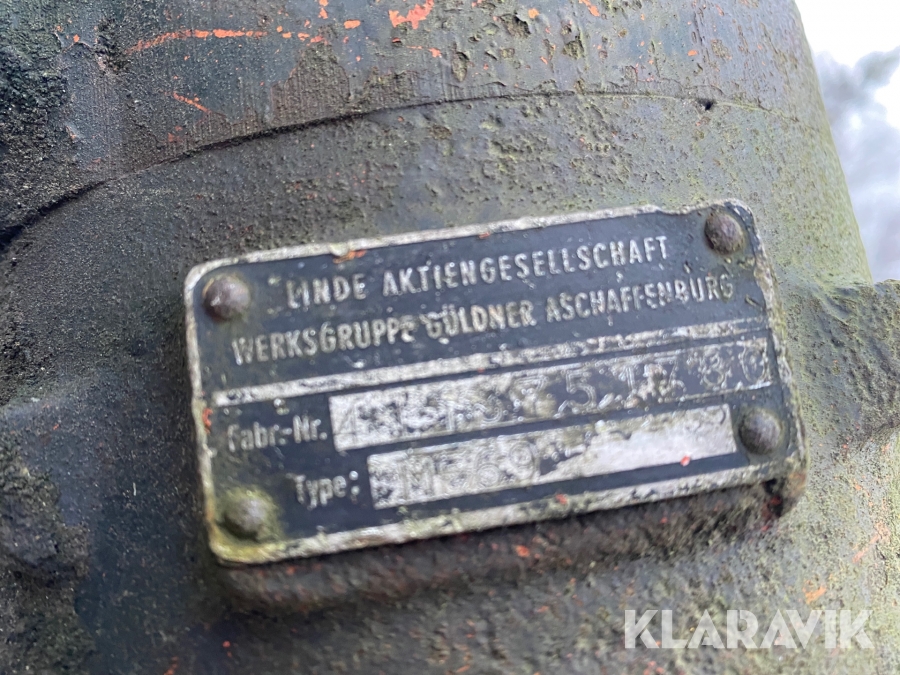 LINDE AKTIENGESELLSCHAFT
WERKSGRUPPE GÜLDNER ASCHAFFENBURG
Fabr.-Nr.
Type:
KLARAVIK